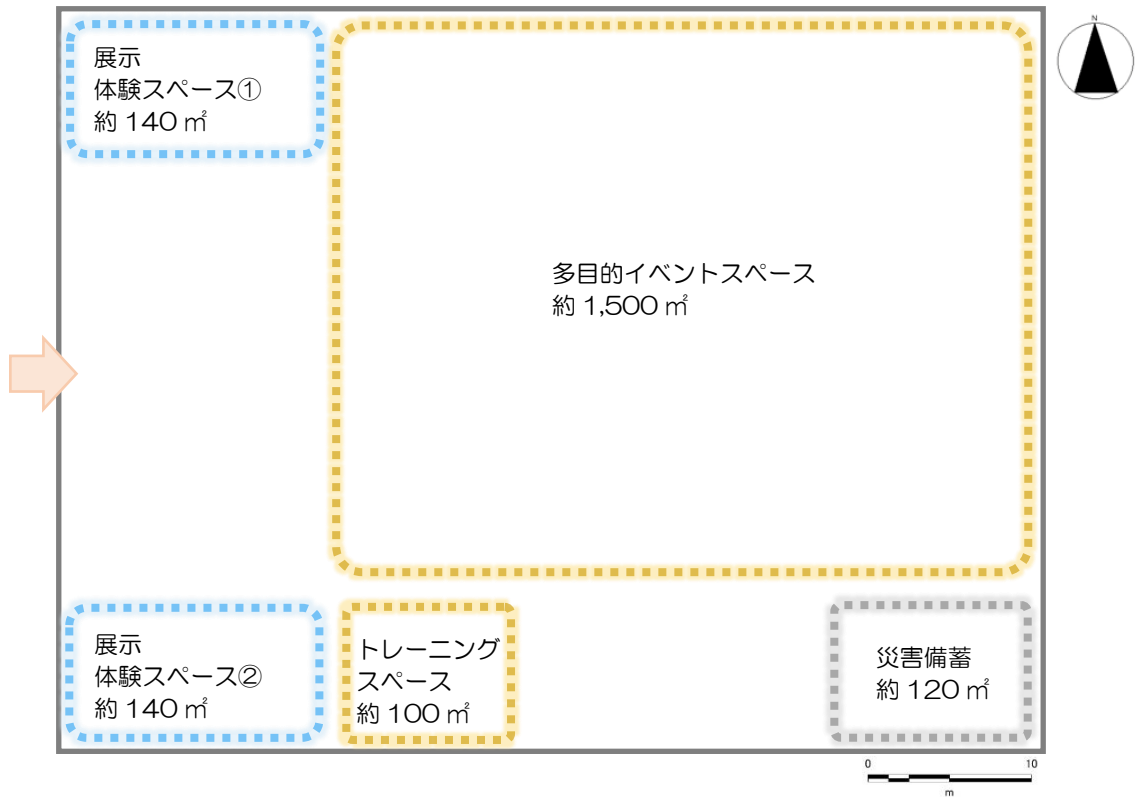 展示
体験スペース①
約 140 ㎡
多目的イベントスペース
約 1,500 ㎡
展示
体験スペース②
約 140 ㎡
トレーニング
スペース
約 100 ㎡
災害備蓄
約 120 ㎡
N
0 10
m